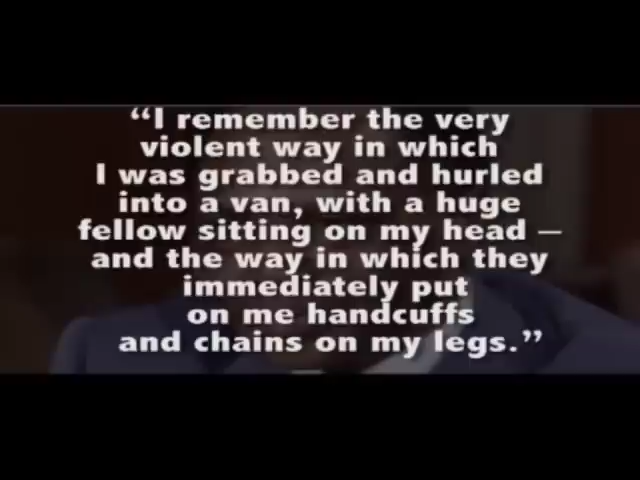 “I remember the very
violent way in which
I was grabbed and hurled
into a van, with a huge
fellow sitting on my head —
and the way in which they
immediately put
on me handcuffs
and chains on my legs.”